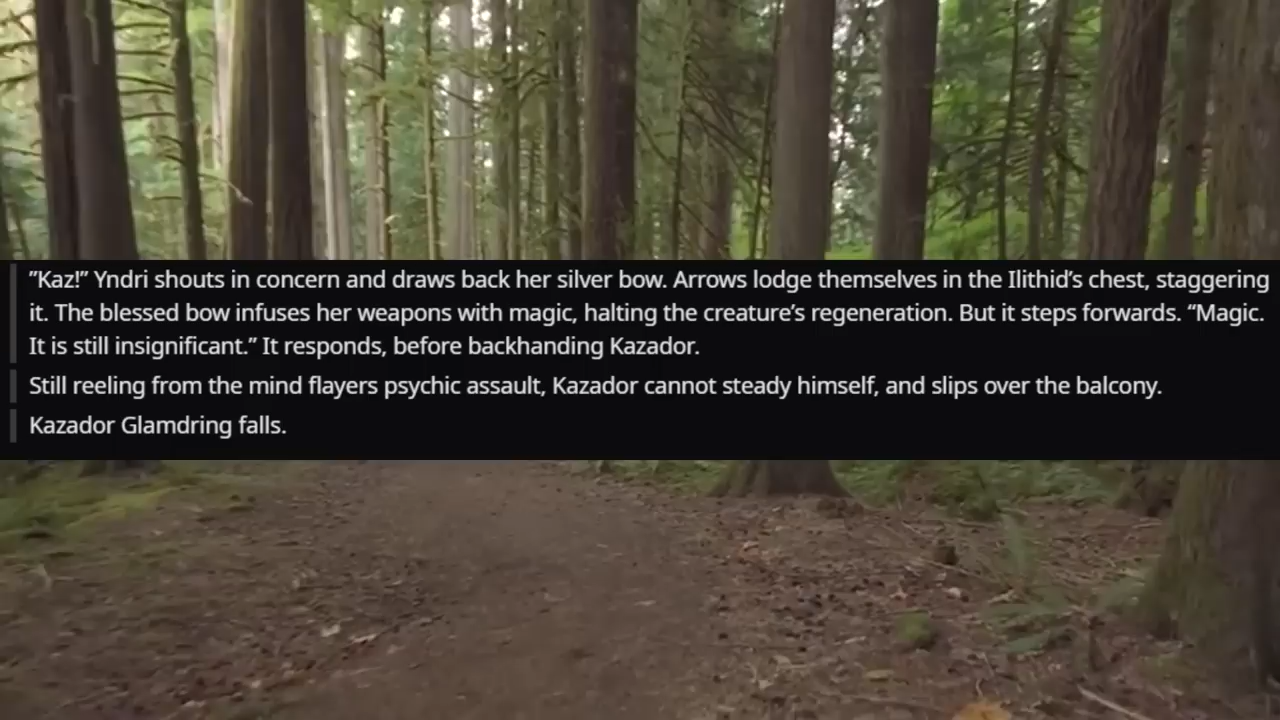 ”Kaz!” Yndri shouts in concern and draws back her silver bow. Arrows lodge themselves in the Ilithid’s chest, staggering
it. The blessed bow infuses her weapons with magic, halting the creature’s regeneration. But it steps forwards. “Magic.
It is still insignificant.” It responds, before backhanding Kazador.
Still reeling from the mind flayers psychic assault, Kazador cannot steady himself, and slips over the balcony.
Kazador Glamdring falls.